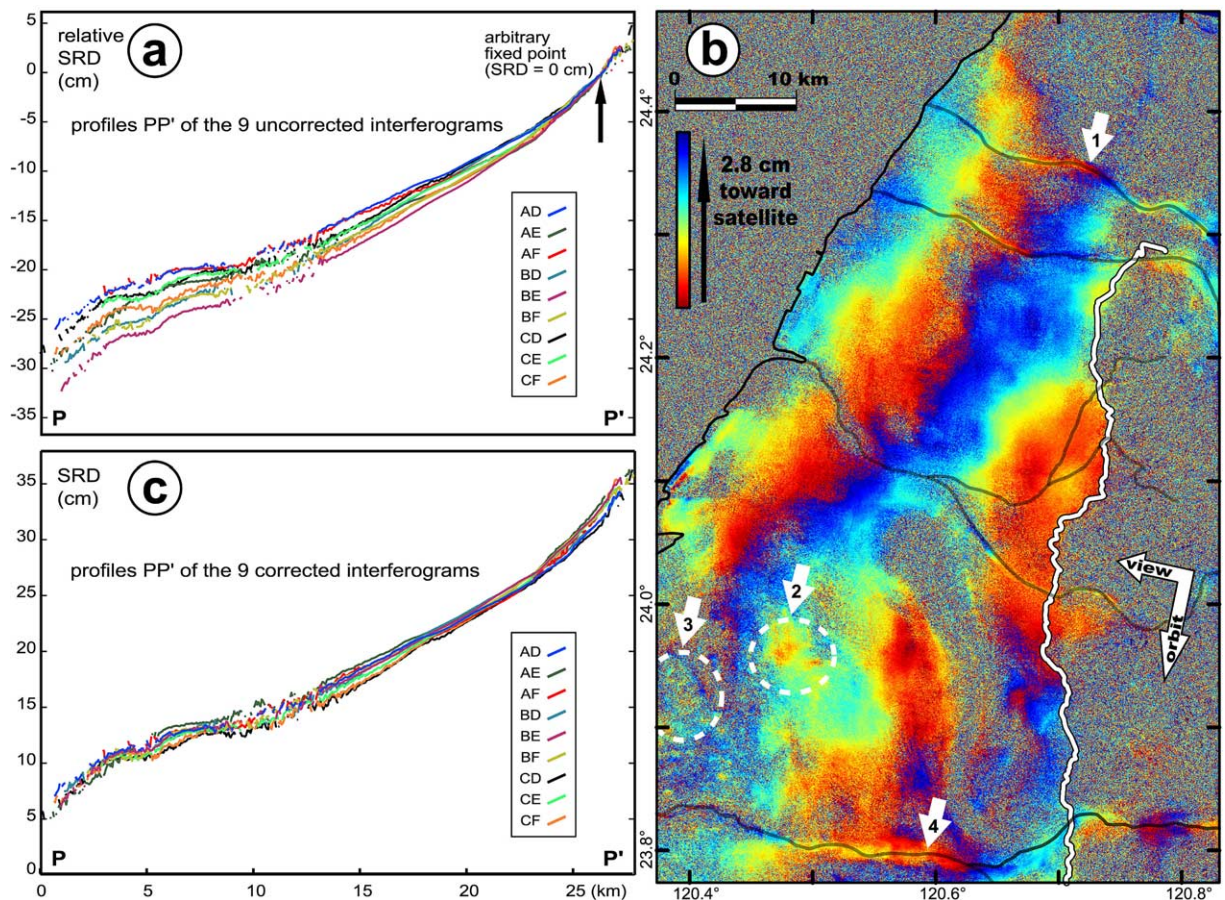 5
0
-5
-10
-15
-20
-25
-30
-35
relative
SRD
(cm)
a
arbitrary
fixed point
(SRD = 0 cm)
profiles PP' of the 9 uncorrected interferograms
AD
AE
AF
BD
BE
BF
CD
CE
CF
P
P'
35
30
25
20
15
10
5
0
SRD
(cm)
c
profiles PP' of the 9 corrected interferograms
AD
AE
AF
BD
BE
BF
CD
CE
CF
P
P'
0
5
10
15
20
25
(km)
b
0
10 km
2.8 cm
toward
satellite
1
2
3
4
view
orbit
24.4°
24.2°
24.0°
23.8°
120.4°
120.6°
120.8°